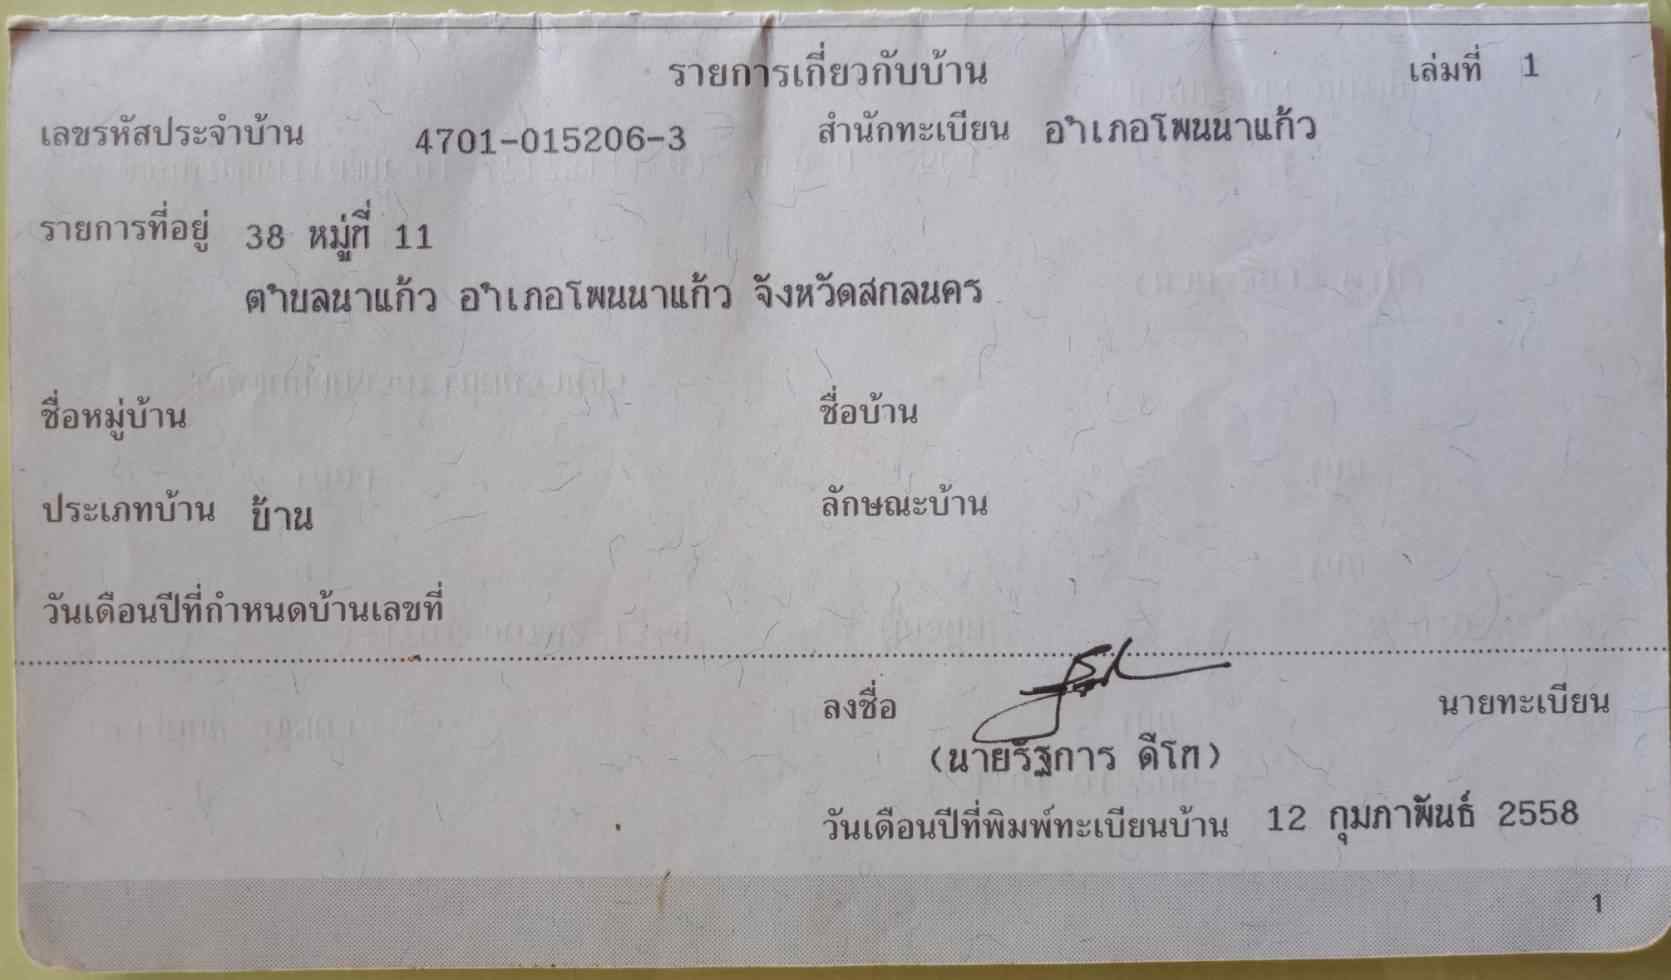 รายการเกี่ยวกับบ้าน เล่มที่ 1
เลขรหัสประจำบ้าน 4701-015206-3 สำนักทะเบียน อำเภอโพนนาแก้ว
รายการที่อยู่ 38 หมู่ที่ 11
ตำบลนาแก้ว อำเภอโพนนาแก้ว จังหวัดสกลนคร
ชื่อหมู่บ้าน ชื่อบ้าน
ประเภทบ้าน บ้าน ลักษณะบ้าน
วันเดือนปีที่กำหนดบ้านเลขที่
ลงชื่อ นายทะเบียน
(นายรัฐการ ดีโท)
วันเดือนปีที่พิมพ์ทะเบียนบ้าน 12 กุมภาพันธ์ 2558
1